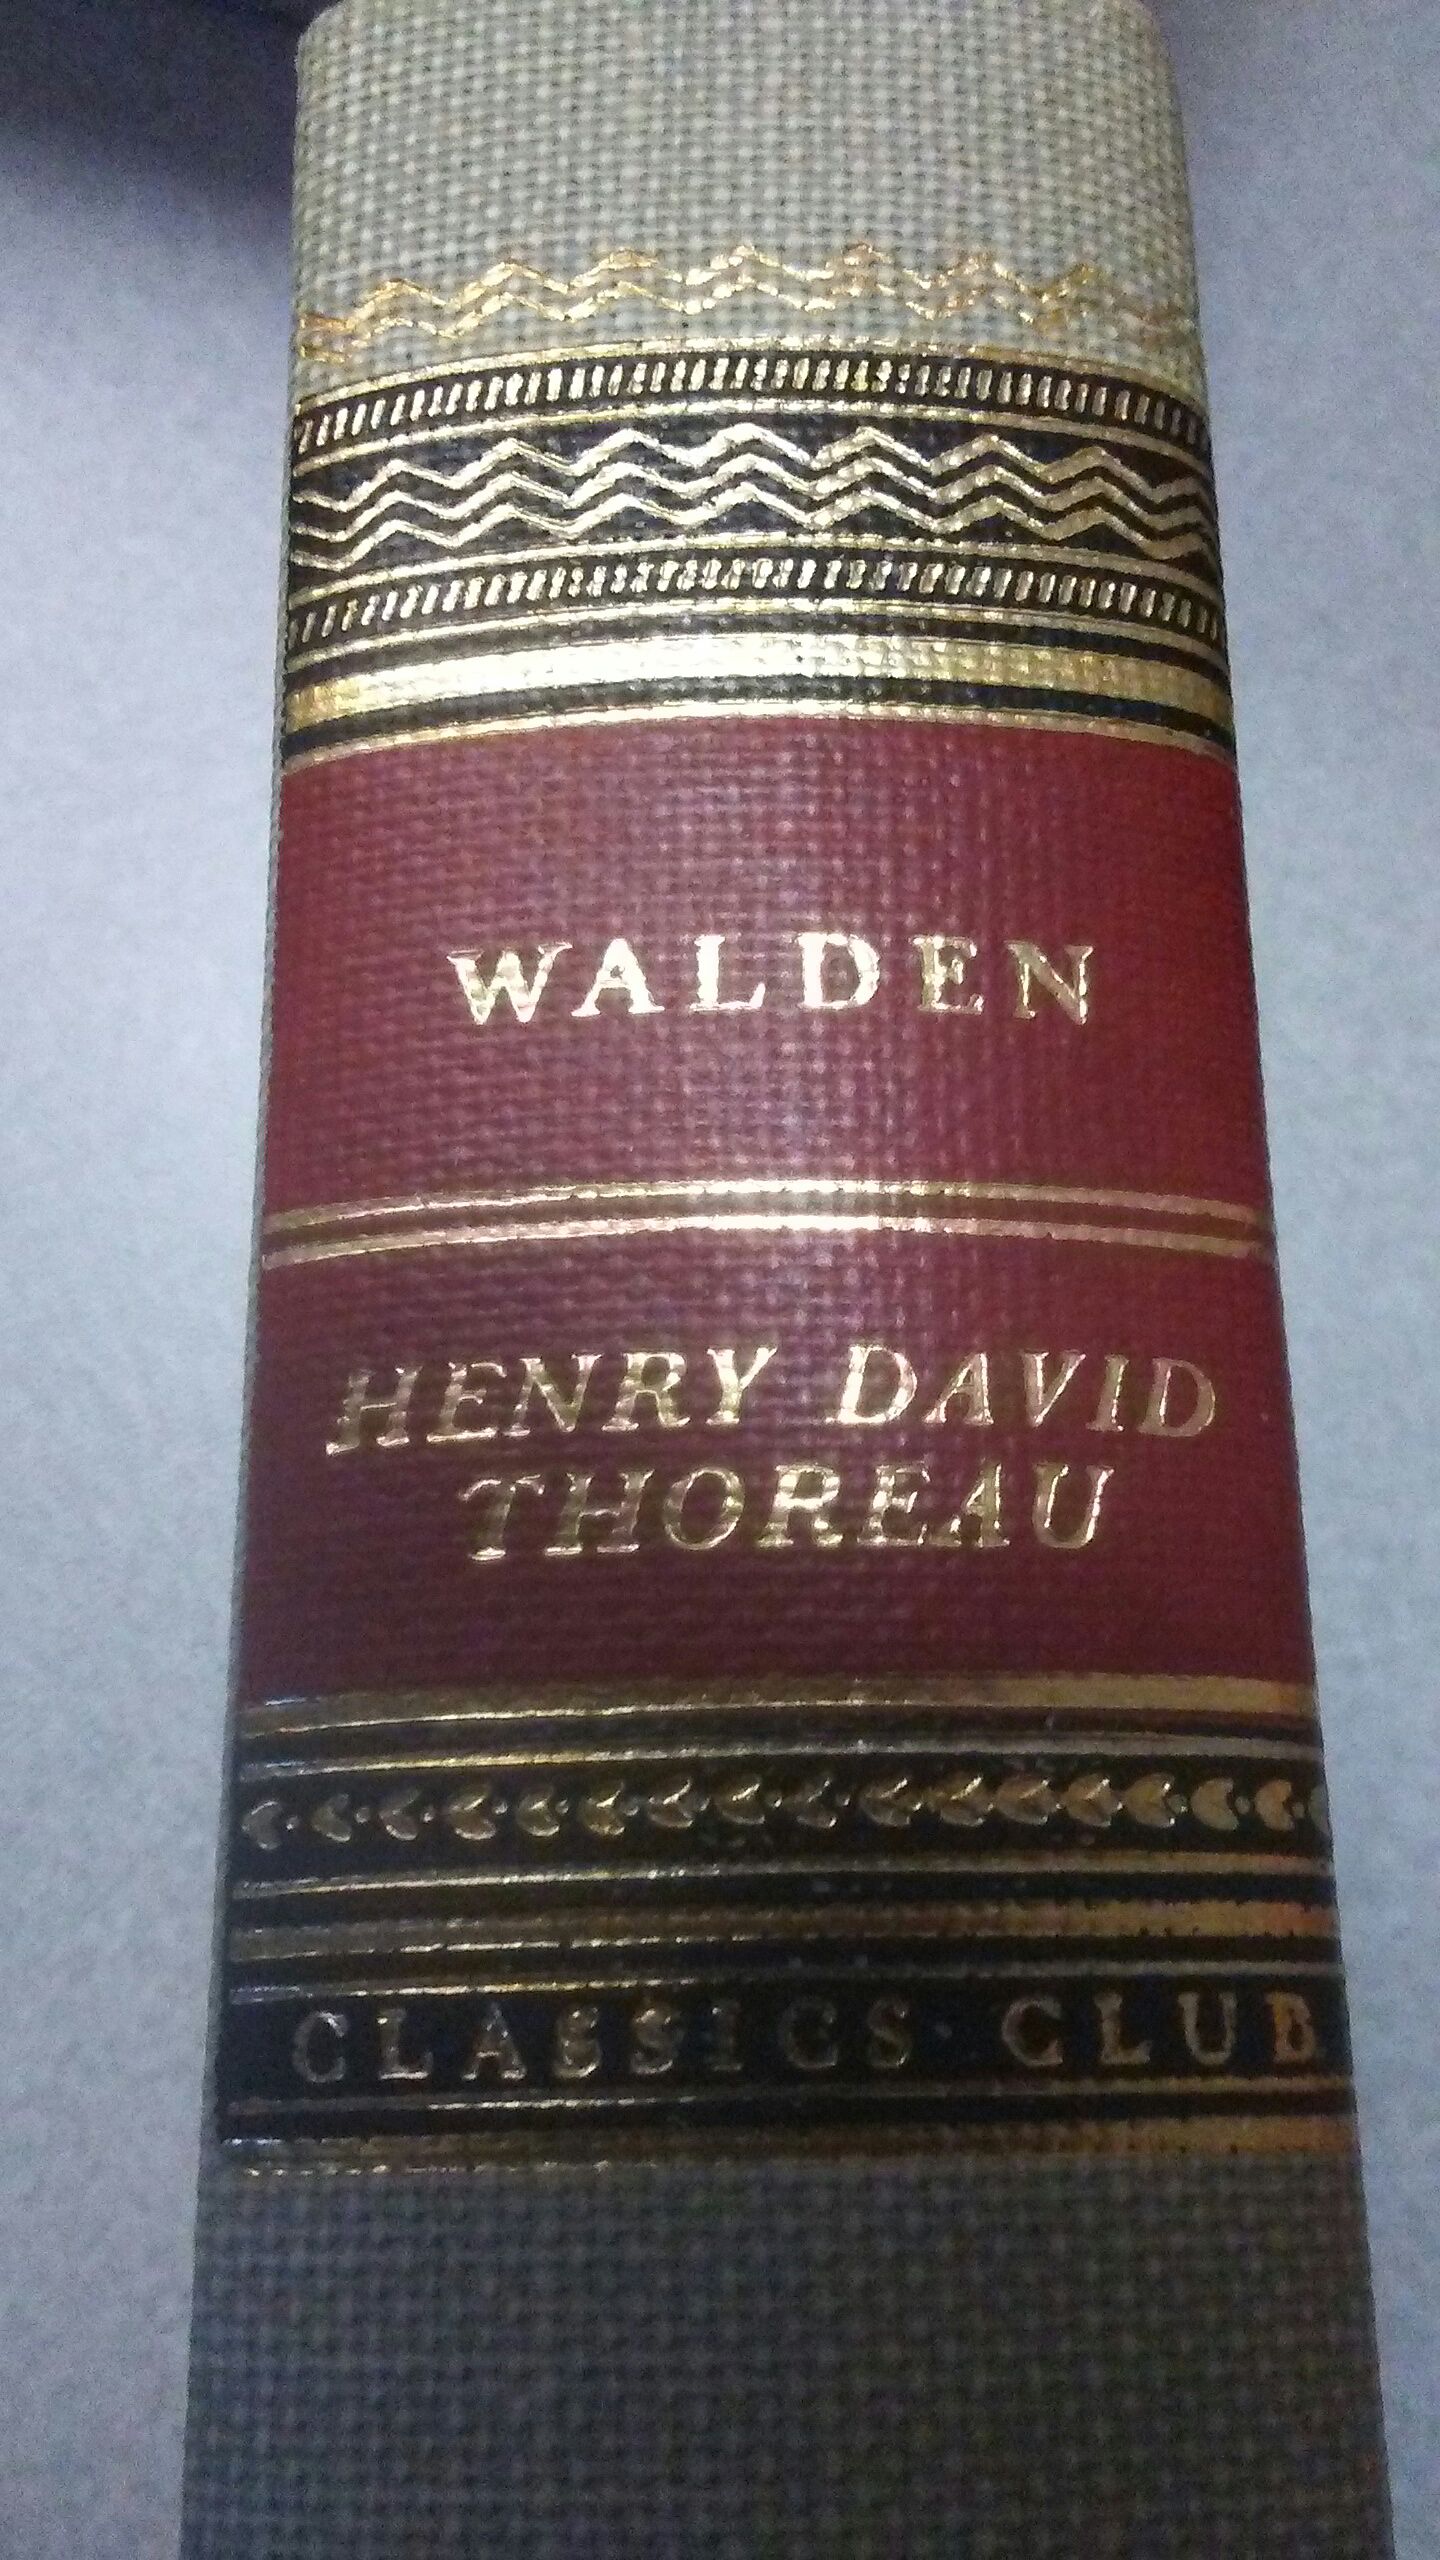 WALDEN
HENRY DAVID
THOREAU
CLASSICS CLUB